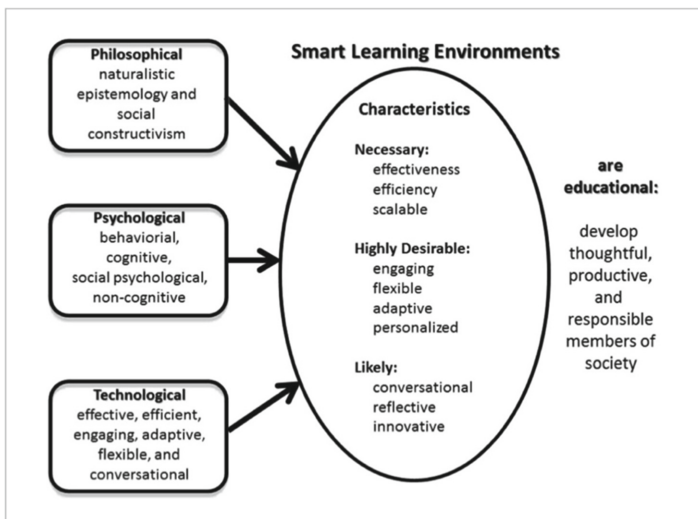 Smart Learning Environments
Philosophical
naturalistic
epistemology and
social
constructivism
Psychological
behaviorial,
cognitive,
social psychological,
non-cognitive
Technological
effective, efficient,
engaging, adaptive,
flexible, and
conversational
Characteristics
Necessary:
effectiveness
efficiency
scalable
Highly Desirable:
engaging
flexible
adaptive
personalized
Likely:
conversational
reflective
innovative
are
educational:
develop
thoughtful,
productive,
and
responsible
members of
society